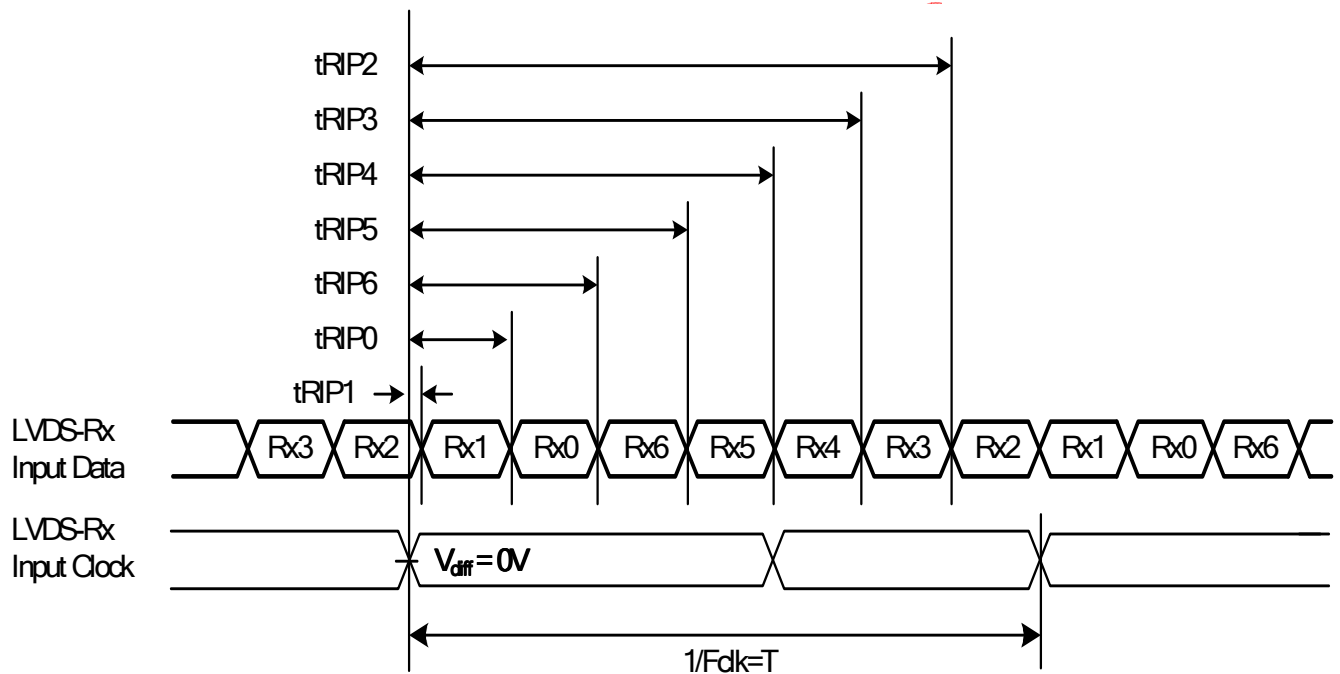 tRIP2
tRIP3
tRIP4
tRIP5
tRIP6
tRIP0
tRIP1
LVDS-Rx
Input Data
Rx3 Rx2 Rx1 Rx0 Rx6 Rx5 Rx4 Rx3 Rx2 Rx1 Rx0 Rx6
LVDS-Rx
Input Clock
Vdiff = 0V
1/Fclk=T